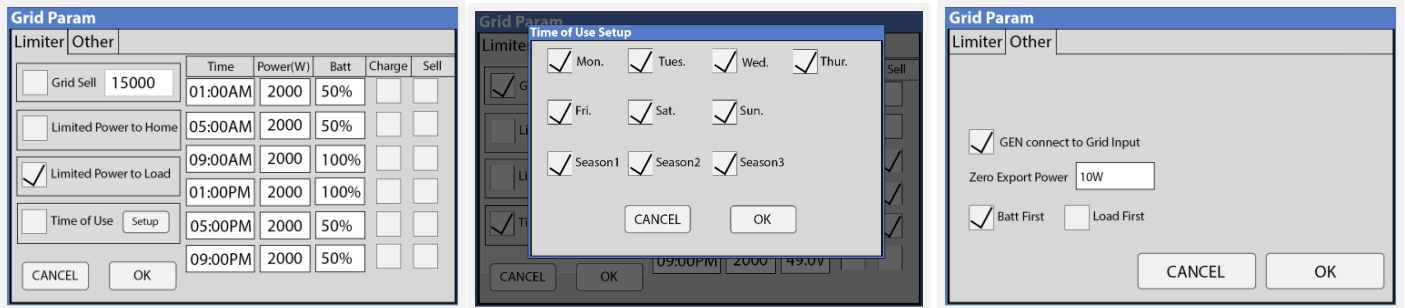 Grid Param
Limiter Other
Time Power(W) Batt Charge Sell
Grid Sell 15000
01:00AM 2000 50%
Limited Power to Home
05:00AM 2000 50%
09:00AM 2000 100%
Limited Power to Load
01:00PM 2000 100%
Time of Use Setup
05:00PM 2000 50%
09:00PM 2000 50%
CANCEL OK
Grid Param
Time of Use Setup
Sell
Mon. Tues. Wed. Thur.
Fri. Sat. Sun.
Season1 Season2 Season3
CANCEL OK
09:00PM 2000 49.0V
CANCEL OK
Grid Param
Limiter Other
GEN connect to Grid Input
Zero Export Power 10W
Batt First Load First
CANCEL OK